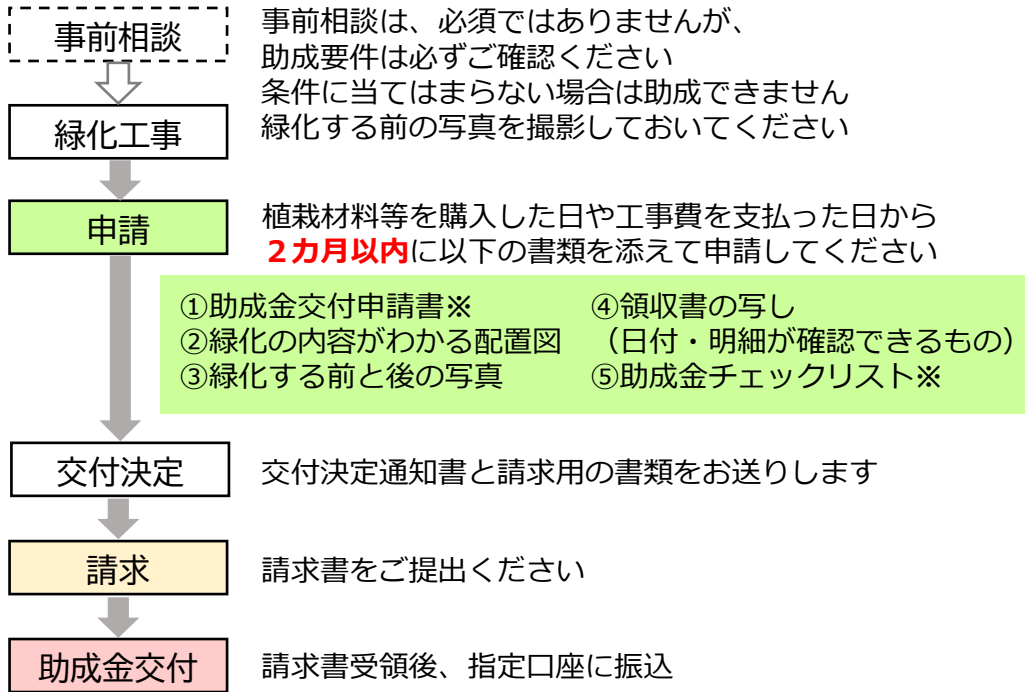 事前相談
事前相談は、必須ではありませんが、
助成要件は必ずご確認ください
条件に当てはまらない場合は助成できません
緑化する前の写真を撮影しておいてください
緑化工事
申請
植栽材料等を購入した日や工事費を支払った日から
２カ月以内に以下の書類を添えて申請してください
①助成金交付申請書※
②緑化の内容がわかる配置図
③緑化する前と後の写真
④領収書の写し
（日付・明細が確認できるもの）
⑤助成金チェックリスト※
交付決定
交付決定通知書と請求用の書類をお送りします
請求
請求書をご提出ください
助成金交付
請求書受領後、指定口座に振込